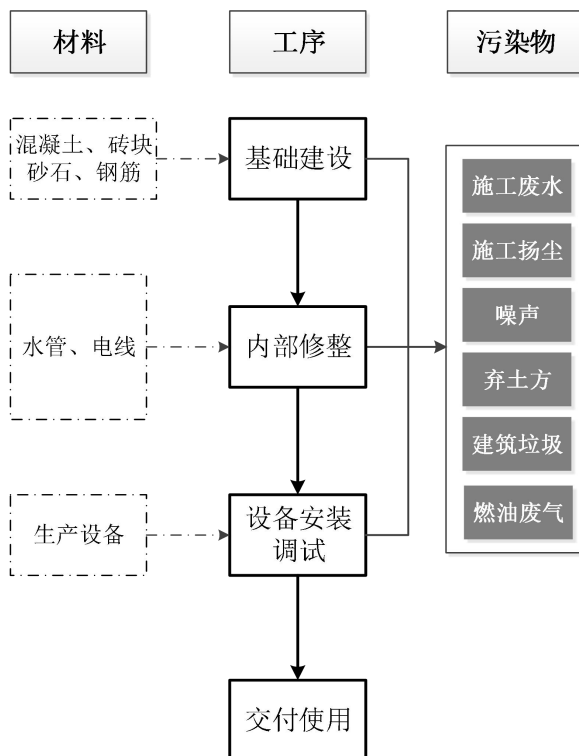 材料
工序
污染物
混凝土、砖块
砂石、钢筋
基础建设
施工废水
施工扬尘
噪声
弃土方
建筑垃圾
燃油废气
水管、电线
内部修整
生产设备
设备安装
调试
交付使用